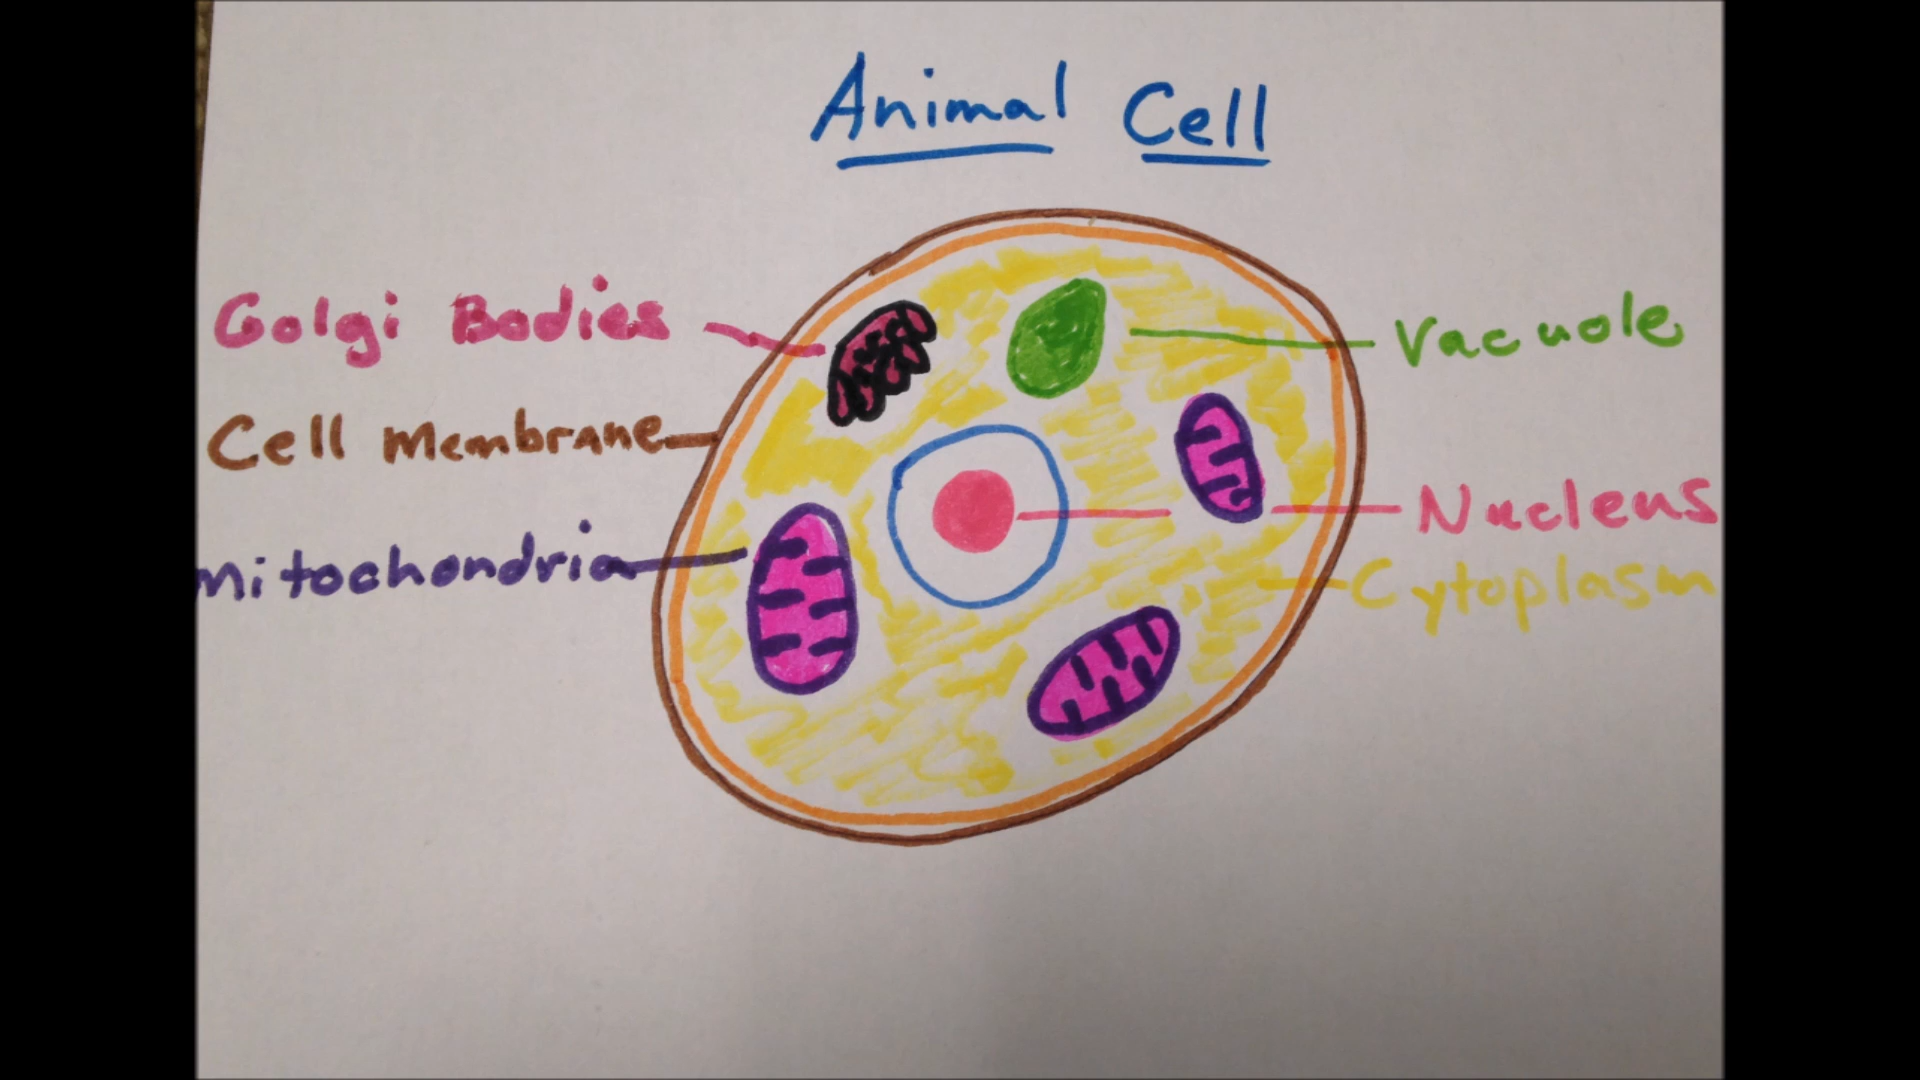 Animal Cell
Golgi Bodies
Vacuole
Cell Membrane
Nucleus
Mitochondria
Cytoplasm